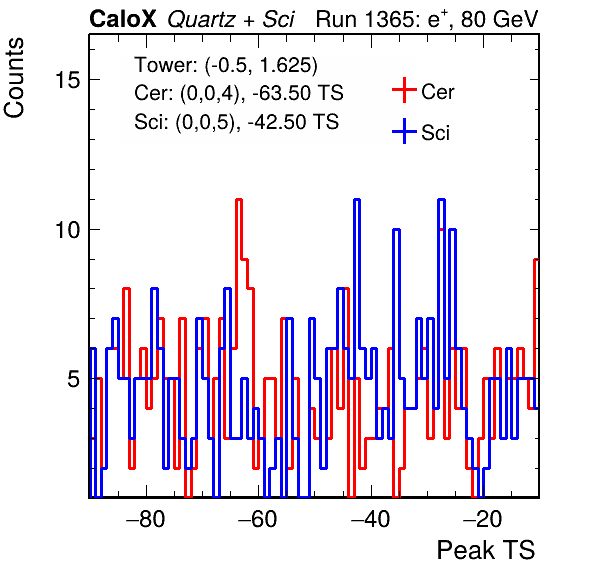 CaloX Quartz + Sci Run 1365: e+, 80 GeV
Counts
Tower: (-0.5, 1.625)
Cer: (0,0,4), -63.50 TS
Sci: (0,0,5), -42.50 TS
Cer
Sci
15
10
5
−80 −60 −40 −20
Peak TS